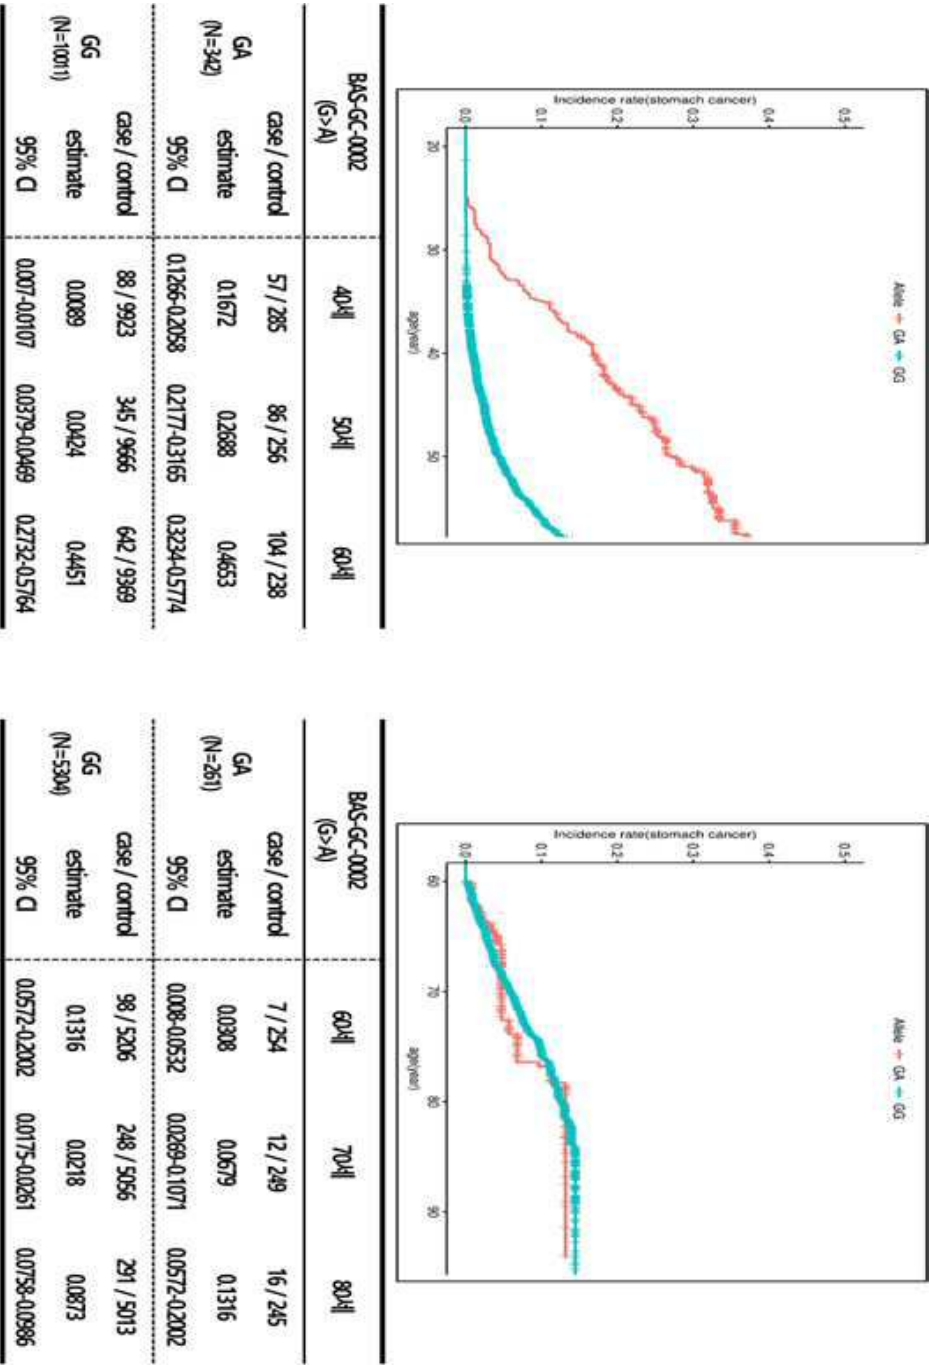 Allele GA GG
Incidence rate(stomach cancer)
0.5
0.4
0.3
0.2
0.1
0.0
20 30 40 50
age(year)
BAS-GC-0002 (G>A) 40세 50세 60세
GA (N=342)
case / control 57 / 285 86 / 256 104 / 238
estimate 0.1672 0.2688 0.4653
95% CI 0.1266-0.2058 0.2177-0.3165 0.3234-0.5774
GG (N=10011)
case / control 88 / 9923 345 / 9666 642 / 9369
estimate 0.0089 0.0424 0.4451
95% CI 0.007-0.0107 0.0379-0.0469 0.2732-0.5764
Allele GA GG
Incidence rate(stomach cancer)
0.5
0.4
0.3
0.2
0.1
0.0
60 70 80 90
age(year)
BAS-GC-0002 (G>A) 60세 70세 80세
GA (N=261)
case / control 7 / 254 12 / 249 16 / 245
estimate 0.0308 0.0679 0.1316
95% CI 0.008-0.0532 0.0269-0.1071 0.0572-0.2002
GG (N=5304)
case / control 98 / 5206 248 / 5056 291 / 5013
estimate 0.1316 0.0218 0.0873
95% CI 0.0572-0.2002 0.0175-0.0261 0.0758-0.0986